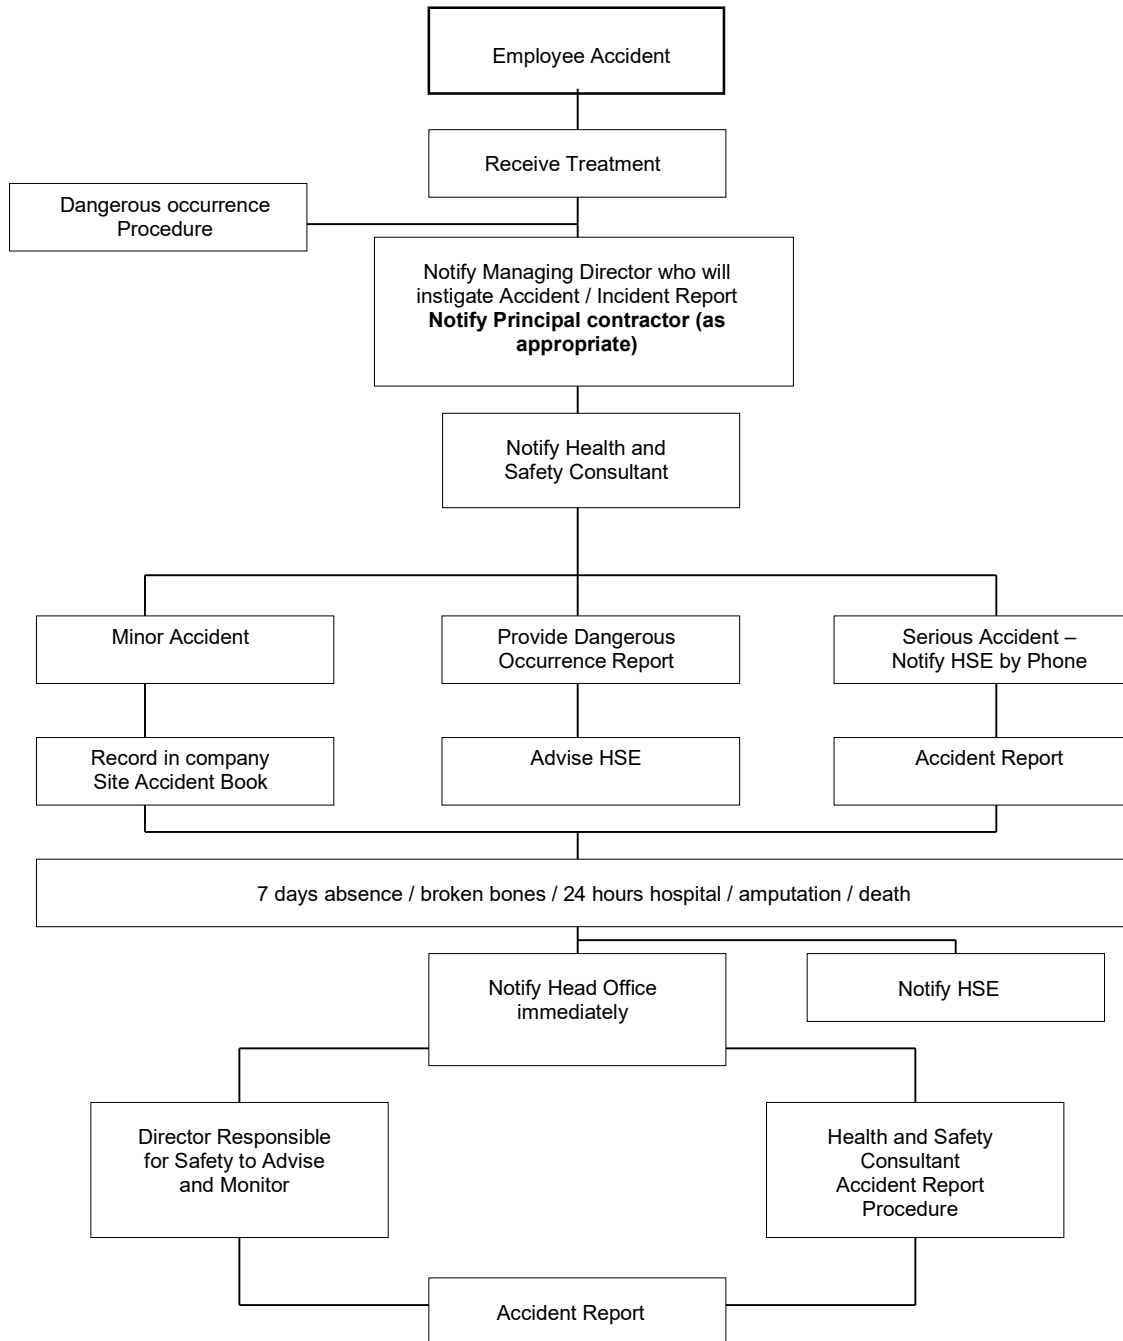 Employee Accident
Receive Treatment
Dangerous occurrence
Procedure
Notify Managing Director who will
instigate Accident / Incident Report
Notify Principal contractor (as
appropriate)
Notify Health and
Safety Consultant
Minor Accident
Provide Dangerous
Occurrence Report
Serious Accident –
Notify HSE by Phone
Record in company
Site Accident Book
Advise HSE
Accident Report
7 days absence / broken bones / 24 hours hospital / amputation / death
Notify Head Office
immediately
Notify HSE
Director Responsible
for Safety to Advise
and Monitor
Health and Safety
Consultant
Accident Report
Procedure
Accident Report